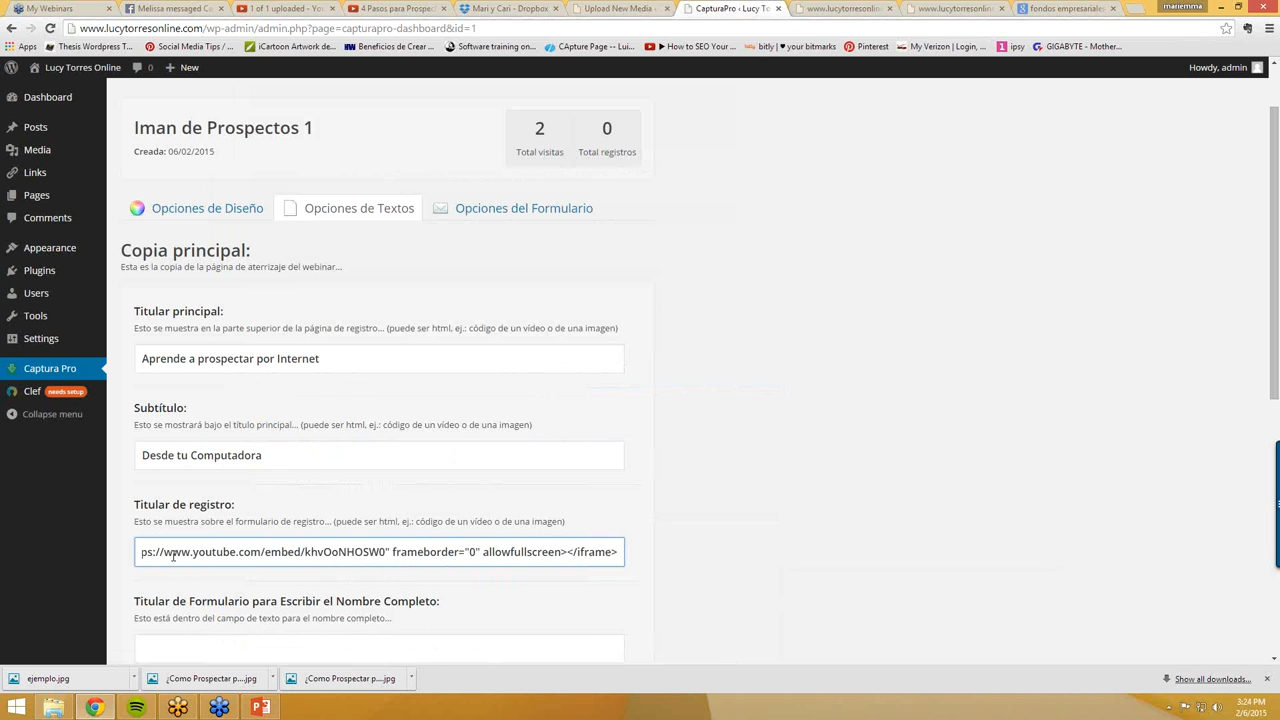 My Webinars
Melissa messaged Ca
1 of 1 uploaded -
4 Pasos para Prospec
Mari y Cari - Dropbox
Upload New Media ‹
CapturaPro ‹ Lucy To
www.lucytorresonline.
www.lucytorresonline.
fondos empresariales
mariemma
www.lucytorresonline.com/wp-admin/admin.php?page=capturapro-dashboard&id=1
Apps
Thesis Wordpress T...
Social Media Tips / ...
iCartoon Artwork de...
Beneficios de Crear ...
Software training on...
CApture Page -- Lui...
How to SEO Your ...
bitly | ♥ your bitmarks
Pinterest
My Verizon | Login, ...
ipsy
GIGABYTE - Mother...
Lucy Torres Online
0
New
Howdy, admin
Dashboard
Posts
Media
Links
Pages
Comments
Appearance
Plugins
Users
Tools
Settings
Captura Pro
Clef needs setup
Collapse menu
Iman de Prospectos 1
Creada: 06/02/2015
2
Total visitas
0
Total registros
Opciones de Diseño
Opciones de Textos
Opciones del Formulario
Copia principal:
Esta es la copia de la página de aterrizaje del webinar...
Titular principal:
Esto se muestra en la parte superior de la página de registro... (puede ser html, ej.: código de un vídeo o de una imagen)
Aprende a prospectar por Internet
Subtítulo:
Esto se mostrará bajo el título principal... (puede ser html, ej.: código de un vídeo o de una imagen)
Desde tu Computadora
Titular de registro:
Esto se muestra sobre el formulario de registro... (puede ser html, ej.: código de un vídeo o de una imagen)
ps://www.youtube.com/embed/khvOoNHOSW0" frameborder="0" allowfullscreen></iframe>
Titular de Formulario para Escribir el Nombre Completo:
Esto está dentro del campo de texto para el nombre completo...
ejemplo.jpg
¿Como Prospectar p....jpg
¿Como Prospectar p....jpg
Show all downloads...
3:24 PM
2/6/2015